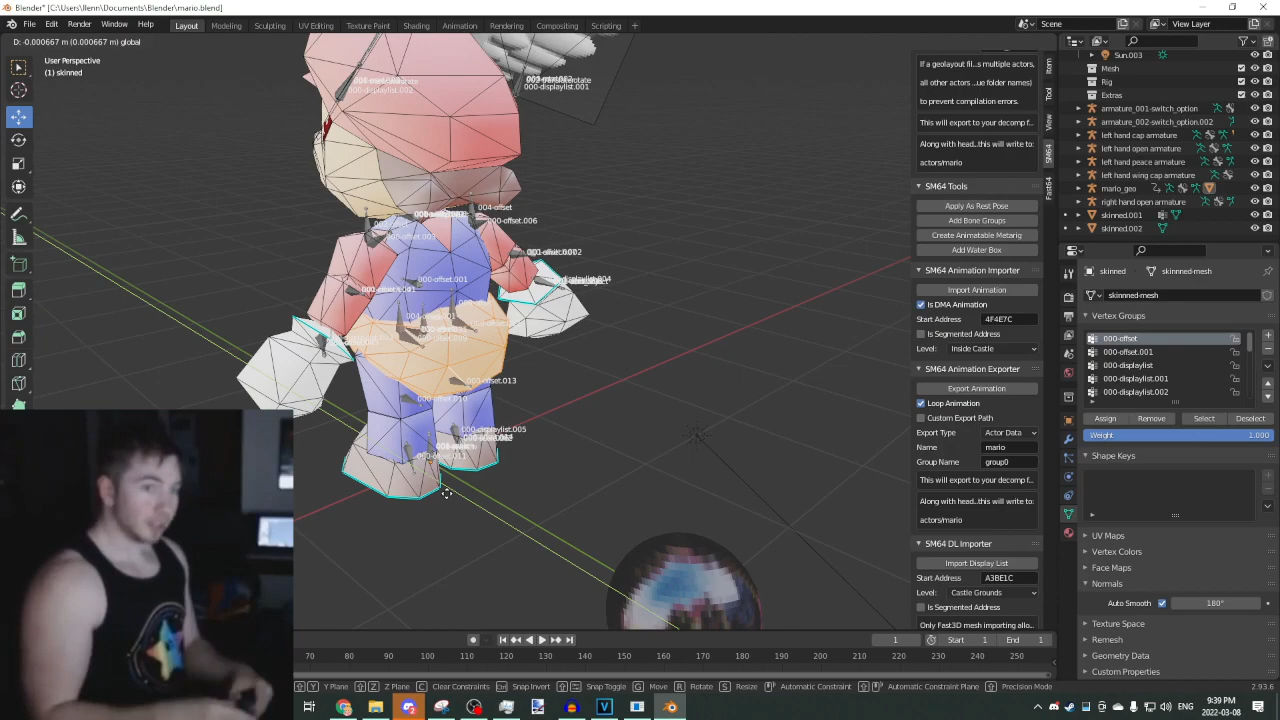 Blender* [C:\Users\llenn\Documents\Blender\mario.blend]
File Edit Render Window Help Layout Modeling Sculpting UV Editing Texture Paint Shading Animation Rendering Compositing Scripting + Scene View Layer
D: -0.000667 m (0.000667 m) global
User Perspective
(1) skinned
000-displaylist.002
000-displaylist.001
004-offset
000-offset.006
000-offset.001
000-offset.013
000-displaylist.005
If a geolayout fil...s multiple actors,
all other actors ...ue folder names)
to prevent compilation errors.
This will export to your decomp f...
Along with head...this will write to:
actors/mario
SM64 Tools
Apply As Rest Pose
Add Bone Groups
Create Animatable Metarig
Add Water Box
SM64 Animation Importer
Import Animation
Is DMA Animation
Start Address 4F4E7C
Is Segmented Address
Level: Inside Castle
SM64 Animation Exporter
Export Animation
Loop Animation
Custom Export Path
Export Type Actor Data
Name mario
Group Name group0
This will export to your decomp f...
Along with head...this will write to:
actors/mario
SM64 DL Importer
Import Display List
Start Address A3BE1C
Level: Castle Grounds
Is Segmented Address
Only Fast3D mesh importing allo...
Item
Tool
View
SM64
Fast64
Sun.003
Mesh
Rig
Extras
armature_001-switch_option
armature_002-switch_option.002
left hand cap armature
left hand open armature
left hand peace armature
left hand wing cap armature
mario_geo
right hand open armature
skinned.001
skinned.002
skinned skinnned-mesh
skinnned-mesh
Vertex Groups
000-offset
000-offset.001
000-displaylist
000-displaylist.001
000-displaylist.002
Assign Remove Select Deselect
Weight 1.000
Shape Keys
UV Maps
Vertex Colors
Face Maps
Normals
Auto Smooth 180°
Texture Space
Remesh
Geometry Data
Custom Properties
1 Start 1 End 1
70 80 90 100 110 120 130 140 150 160 170 180 190 200 210 220 230 240 250
Y Plane Z Plane C Clear Constraints Snap Invert Snap Toggle G Move R Rotate S Resize Automatic Constraint Automatic Constraint Plane Precision Mode
2.93.6
ENG 9:39 PM
2022-03-08